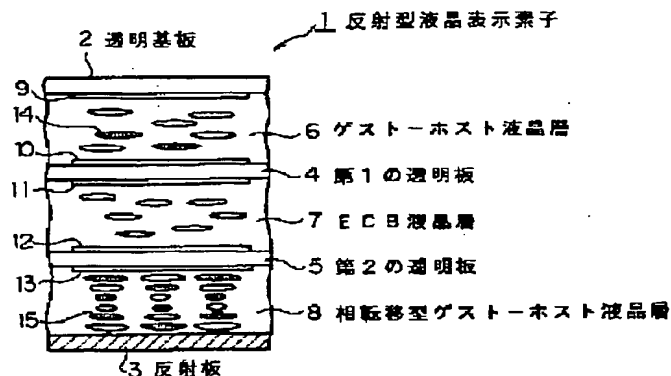 1 反射型液晶表示素子
2 透明基板
9
14
6 ゲストーホスト液晶層
10
4 第1の透明板
11
7 ECB液晶層
12
5 第2の透明板
13
8 相転移型ゲストーホスト液晶層
15
3 反射板